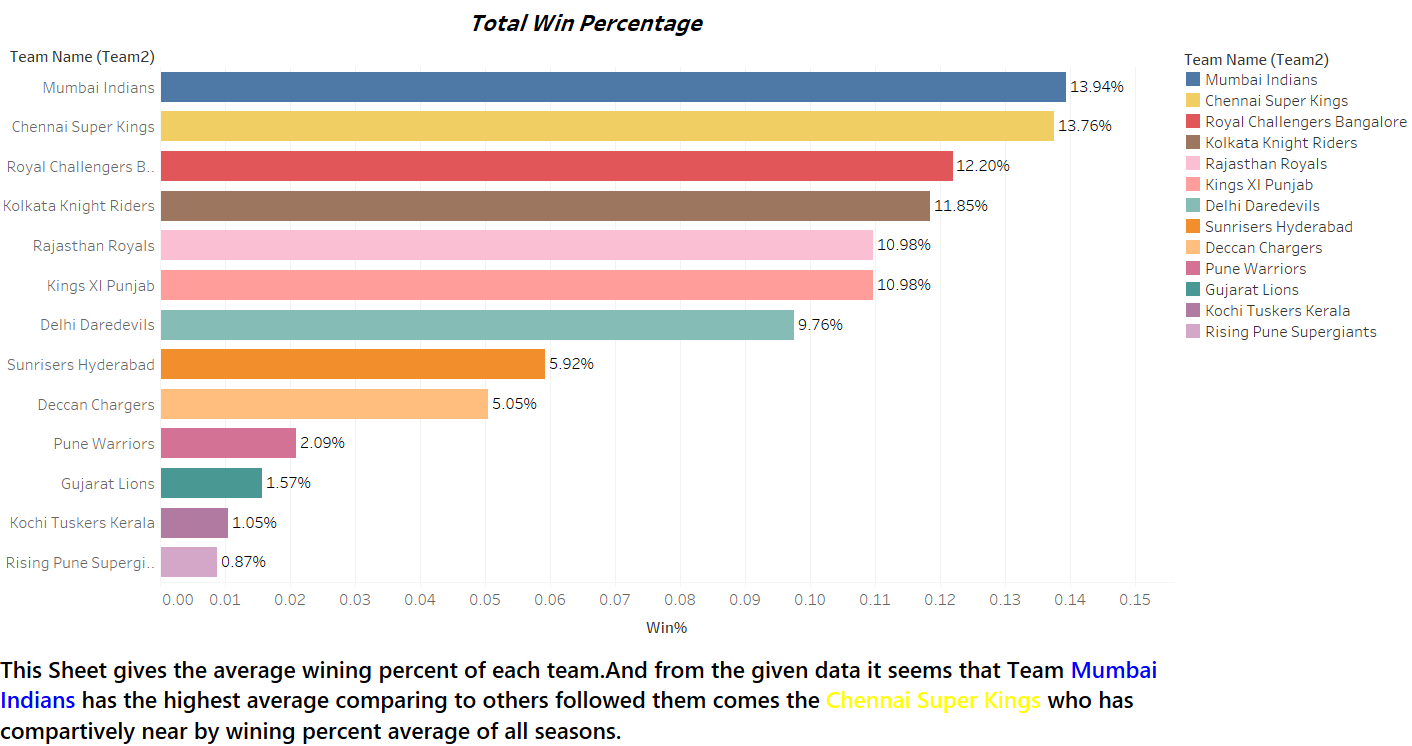 Total Win Percentage
Team Name (Team2)
Mumbai Indians 13.94%
Chennai Super Kings 13.76%
Royal Challengers B.. 12.20%
Kolkata Knight Riders 11.85%
Rajasthan Royals 10.98%
Kings XI Punjab 10.98%
Delhi Daredevils 9.76%
Sunrisers Hyderabad 5.92%
Deccan Chargers 5.05%
Pune Warriors 2.09%
Gujarat Lions 1.57%
Kochi Tuskers Kerala 1.05%
Rising Pune Supergi.. 0.87%
0.00 0.01 0.02 0.03 0.04 0.05 0.06 0.07 0.08 0.09 0.10 0.11 0.12 0.13 0.14 0.15
Win%
Team Name (Team2)
Mumbai Indians
Chennai Super Kings
Royal Challengers Bangalore
Kolkata Knight Riders
Rajasthan Royals
Kings XI Punjab
Delhi Daredevils
Sunrisers Hyderabad
Deccan Chargers
Pune Warriors
Gujarat Lions
Kochi Tuskers Kerala
Rising Pune Supergiants
This Sheet gives the average wining percent of each team.And from the given data it seems that Team Mumbai
Indians has the highest average comparing to others followed them comes the Chennai Super Kings who has
compartively near by wining percent average of all seasons.